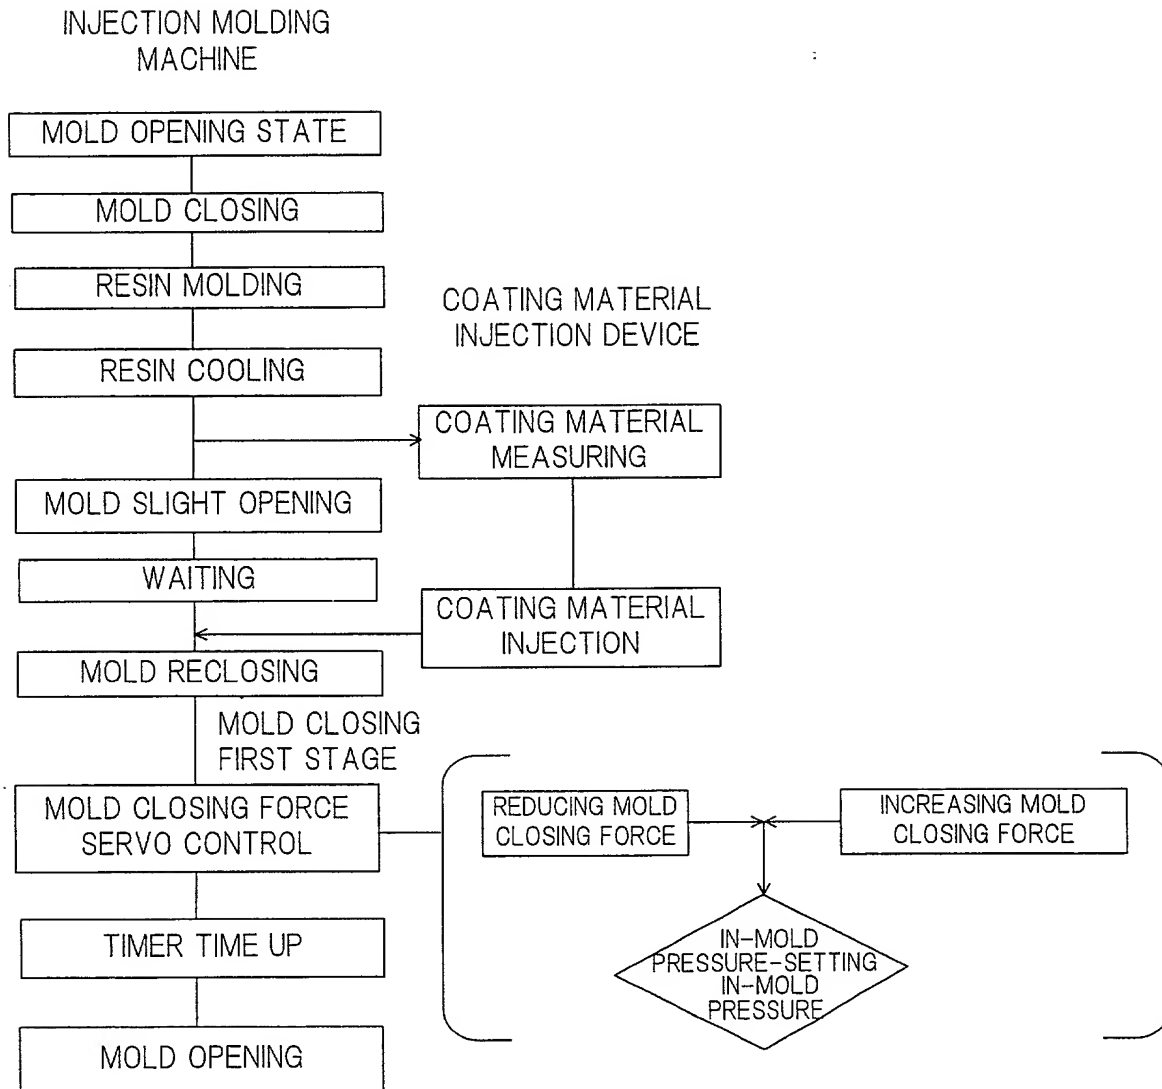 INJECTION MOLDING
MACHINE
MOLD OPENING STATE
MOLD CLOSING
RESIN MOLDING
RESIN COOLING
COATING MATERIAL
INJECTION DEVICE
COATING MATERIAL
MEASURING
MOLD SLIGHT OPENING
WAITING
COATING MATERIAL
INJECTION
MOLD RECLOSING
MOLD CLOSING
FIRST STAGE
MOLD CLOSING FORCE
SERVO CONTROL
REDUCING MOLD
CLOSING FORCE
INCREASING MOLD
CLOSING FORCE
IN-MOLD
PRESSURE-SETTING
IN-MOLD
PRESSURE
TIMER TIME UP
MOLD OPENING